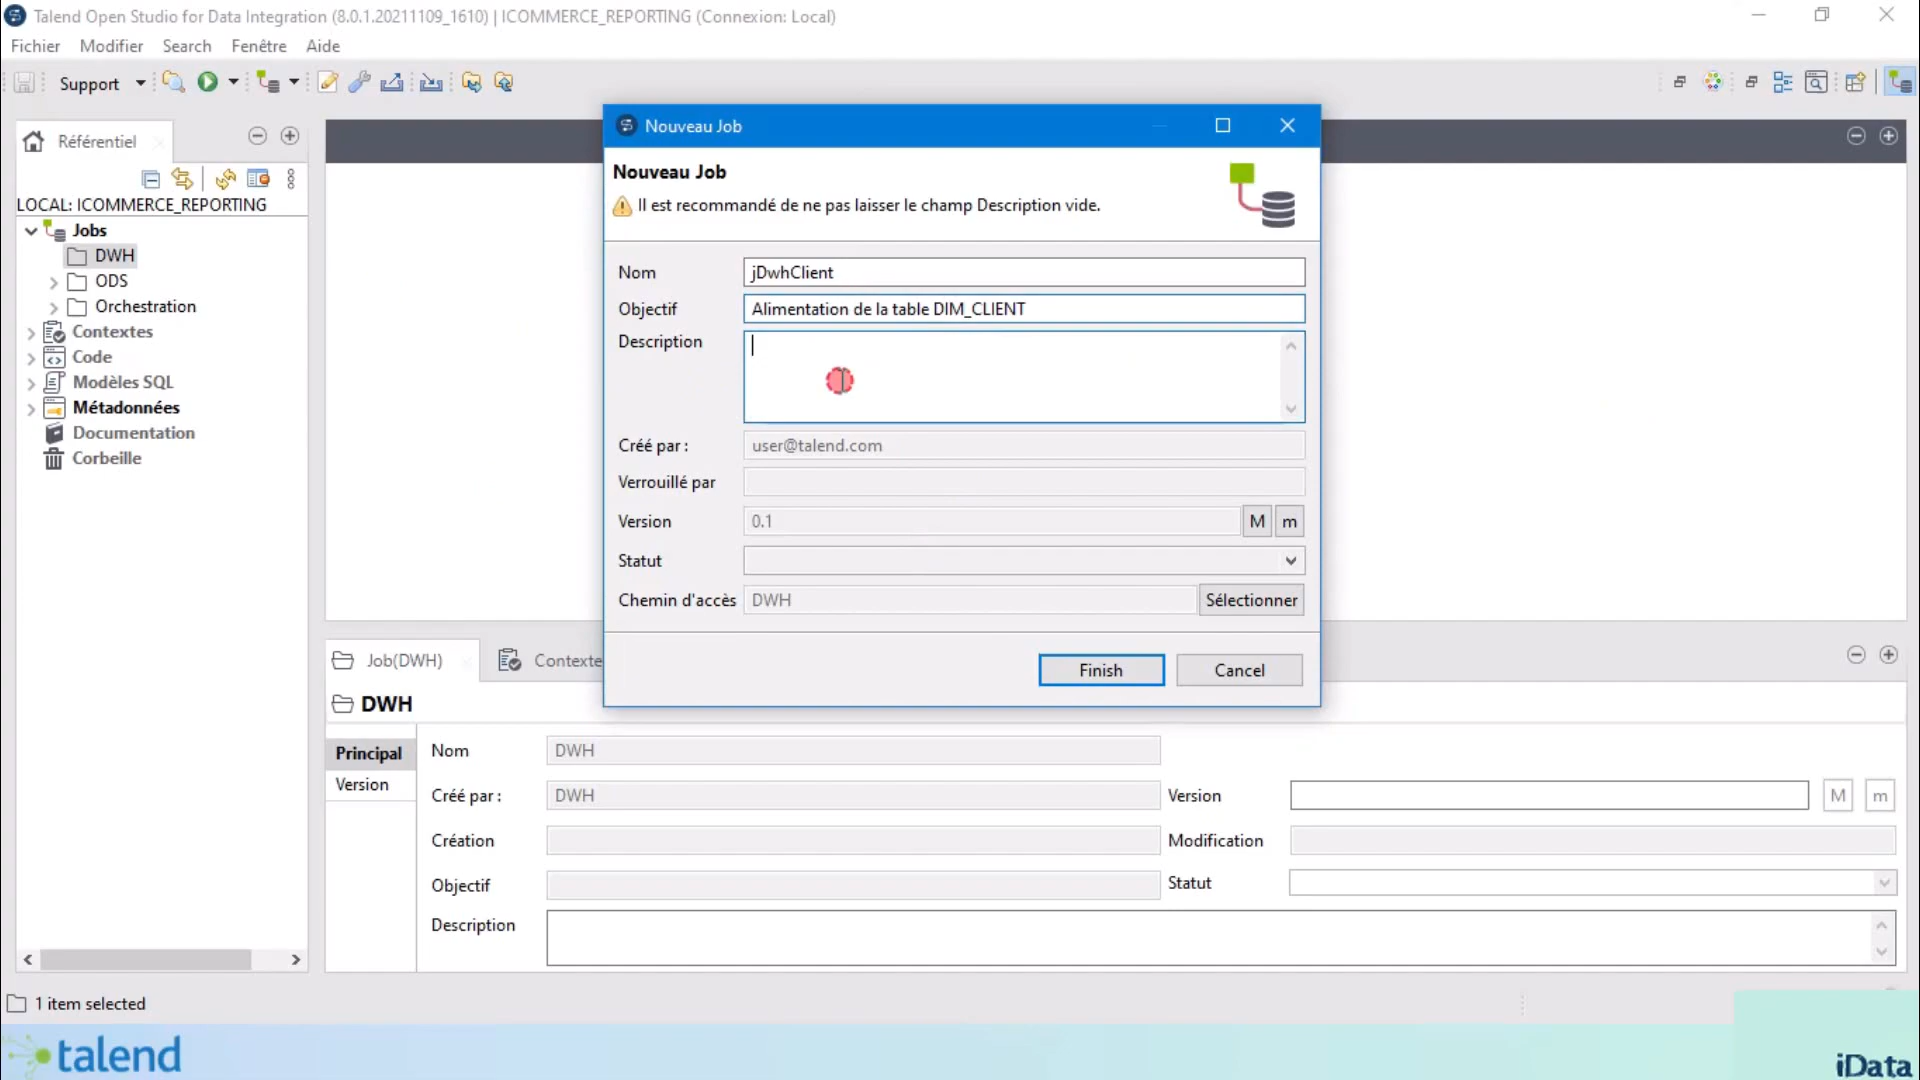 Talend Open Studio for Data Integration (8.0.1.20211109_1610) | ICOMMERCE_REPORTING (Connexion: Local)
Fichier Modifier Search Fenêtre Aide
Support
Référentiel
LOCAL: ICOMMERCE_REPORTING
Jobs
DWH
ODS
Orchestration
Contextes
Code
Modèles SQL
Métadonnées
Documentation
Corbeille
Nouveau Job
Nouveau Job
Il est recommandé de ne pas laisser le champ Description vide.
Nom jDwhClient
Objectif Alimentation de la table DIM_CLIENT
Description
Créé par : user@talend.com
Verrouillé par
Version 0.1 M m
Statut
Chemin d'accès DWH Sélectionner
Finish Cancel
Job(DWH) Contexte
DWH
Principal
Version
Nom DWH
Créé par : DWH Version M m
Création Modification
Objectif Statut
Description
1 item selected
talend
iData